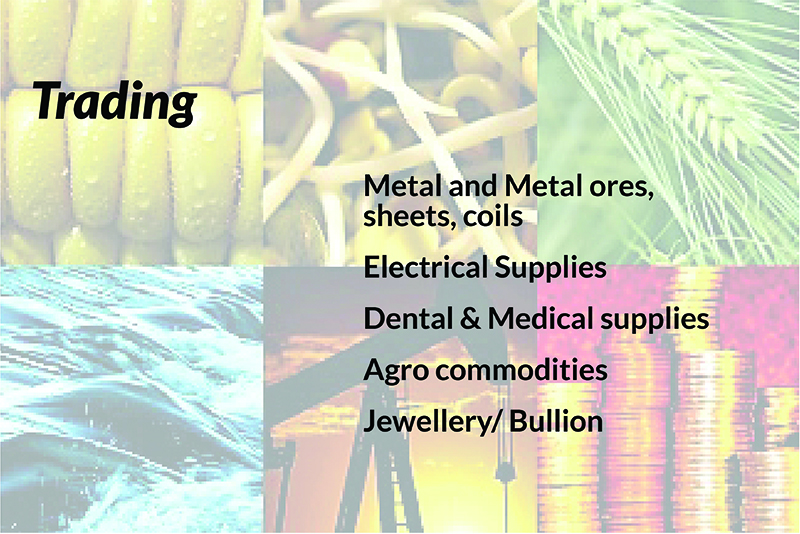 Trading
Metal and Metal ores,
sheets, coils
Electrical Supplies
Dental & Medical supplies
Agro commodities
Jewellery/ Bullion